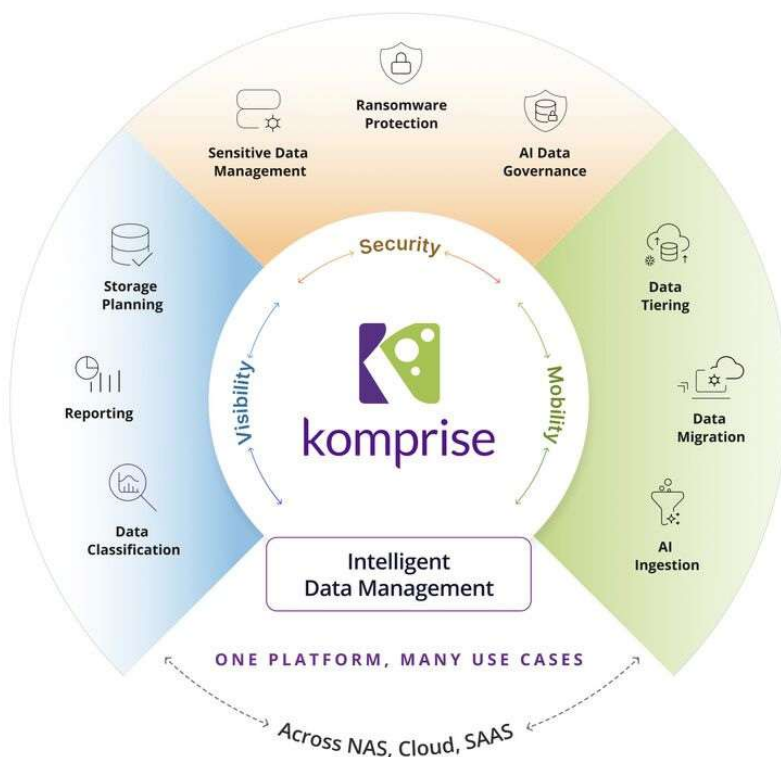 Ransomware
Protection
Sensitive Data
Management
AI Data
Governance
Security
Storage
Planning
Data
Tiering
Visibility
Mobility
komprise
Reporting
Data
Migration
Data
Classification
AI
Ingestion
Intelligent
Data Management
ONE PLATFORM, MANY USE CASES
Across NAS, Cloud, SAAS